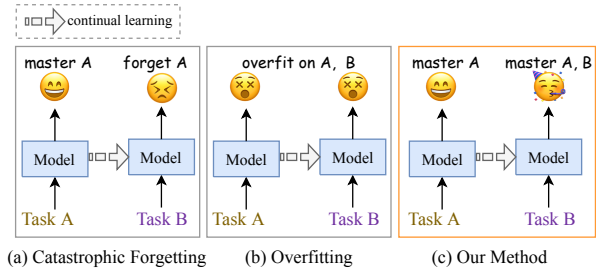 continual learning
master A
forget A
overfit on A, B
master A
master A, B
Model
Model
Model
Model
Model
Model
Task A
Task B
Task A
Task B
Task A
Task B
(a) Catastrophic Forgetting
(b) Overfitting
(c) Our Method